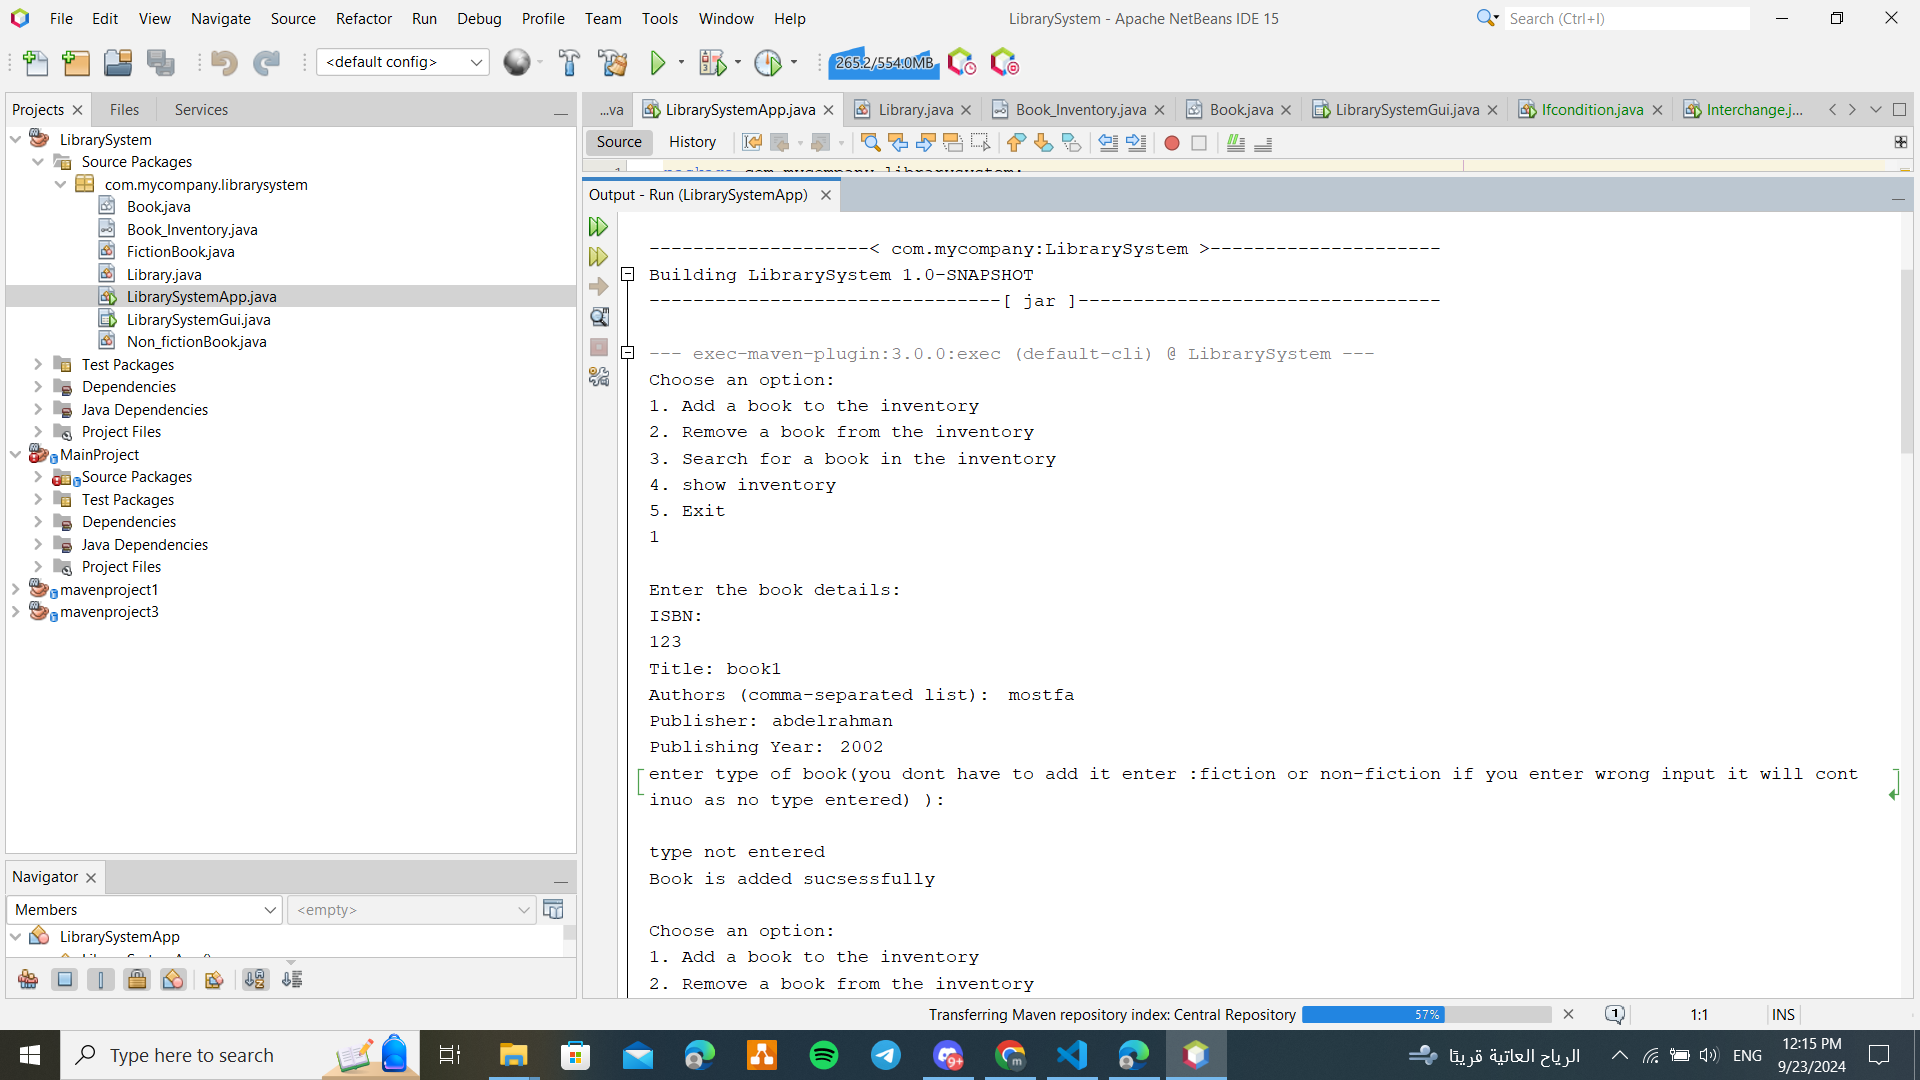 File Edit View Navigate Source Refactor Run Debug Profile Team Tools Window Help
LibrarySystem - Apache NetBeans IDE 15
Search (Ctrl+I)
<default config>
265.2/554.0MB
Projects Files Services
LibrarySystem
Source Packages
com.mycompany.librarysystem
Book.java
Book_Inventory.java
FictionBook.java
Library.java
LibrarySystemApp.java
LibrarySystemGui.java
Non_fictionBook.java
Test Packages
Dependencies
Java Dependencies
Project Files
MainProject
Source Packages
Test Packages
Dependencies
Java Dependencies
Project Files
mavenproject1
mavenproject3
Navigator
Members <empty>
LibrarySystemApp
...va LibrarySystemApp.java Library.java Book_Inventory.java Book.java LibrarySystemGui.java Ifcondition.java Interchange.j...
Source History
Output - Run (LibrarySystemApp)
--------------------< com.mycompany:LibrarySystem >---------------------
Building LibrarySystem 1.0-SNAPSHOT
--------------------------------[ jar ]---------------------------------
--- exec-maven-plugin:3.0.0:exec (default-cli) @ LibrarySystem ---
Choose an option:
1. Add a book to the inventory
2. Remove a book from the inventory
3. Search for a book in the inventory
4. show inventory
5. Exit
1
Enter the book details:
ISBN:
123
Title: book1
Authors (comma-separated list): mostfa
Publisher: abdelrahman
Publishing Year: 2002
enter type of book(you dont have to add it enter :fiction or non-fiction if you enter wrong input it will cont
inuo as no type entered) ):
type not entered
Book is added sucsessfully
Choose an option:
1. Add a book to the inventory
2. Remove a book from the inventory
Transferring Maven repository index: Central Repository 57% 1 1:1 INS
Type here to search
9+
m
الرياح العاتية قريبًا
ENG
12:15 PM
9/23/2024